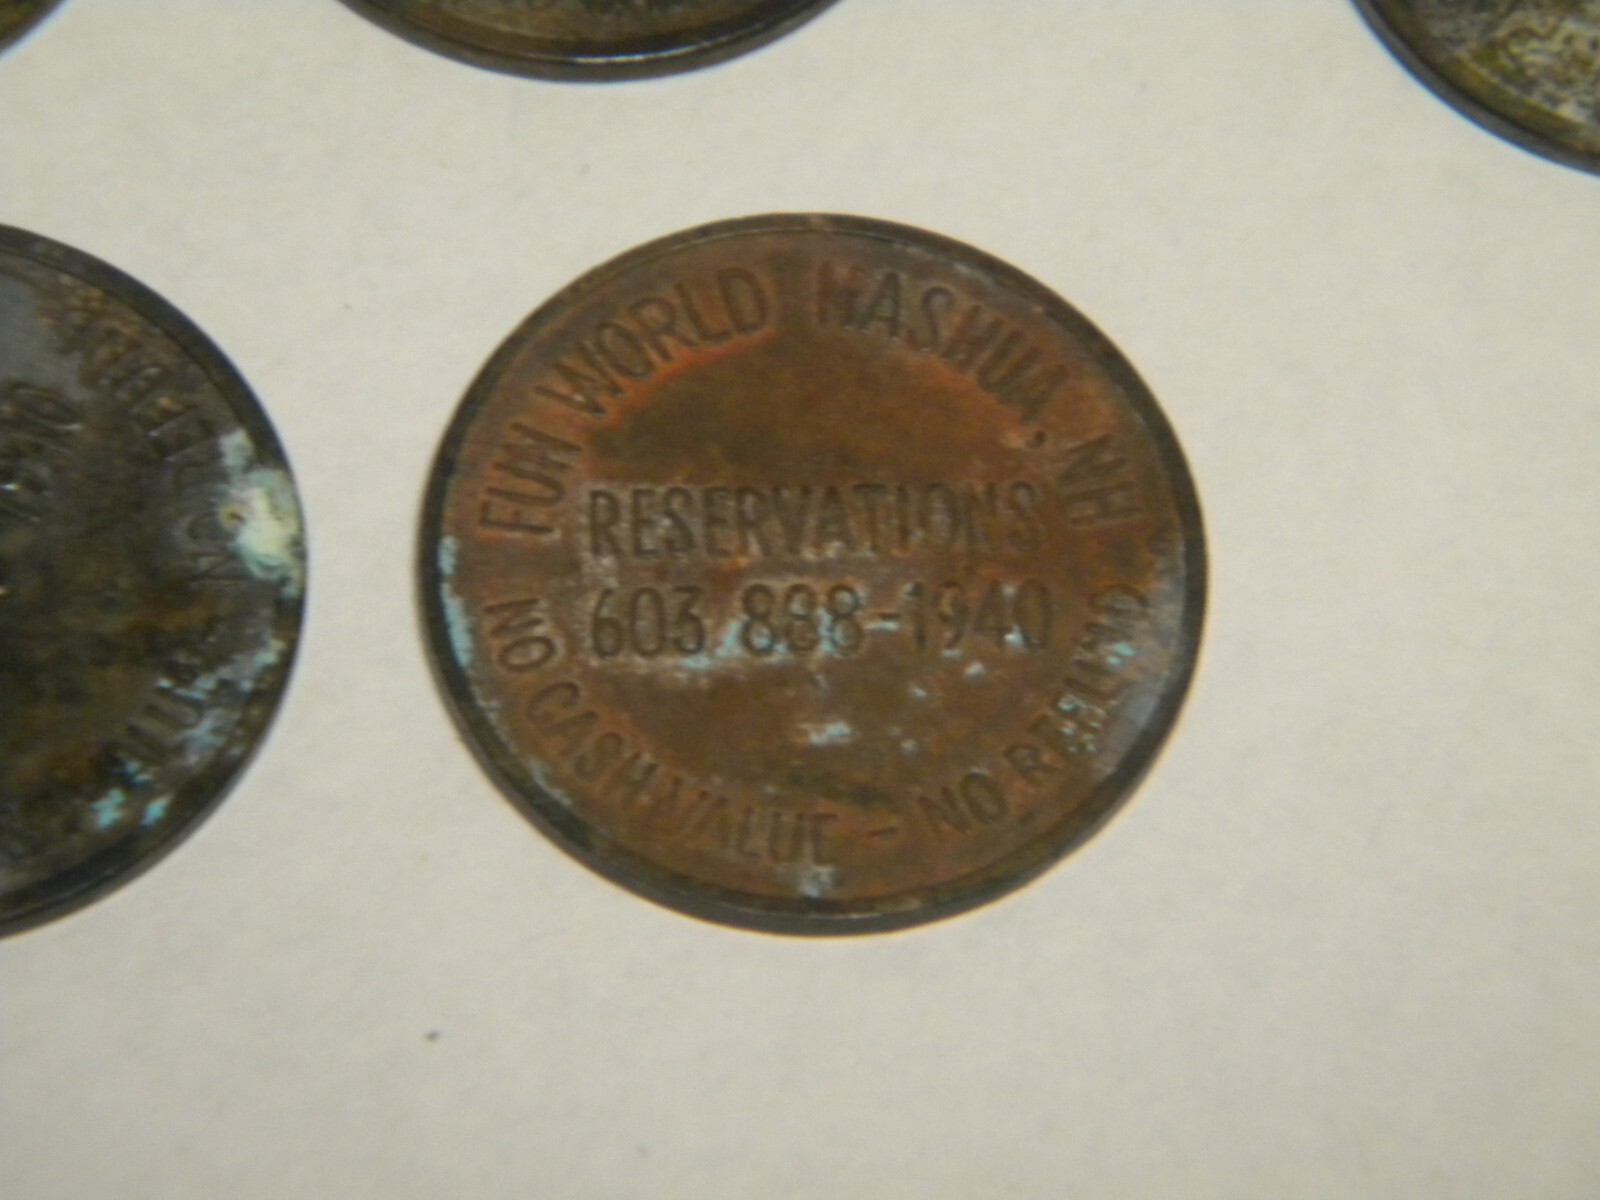 FUN WORLD NASHUA, NH
RESERVATIONS
603 888-1940
NO CASH VALUE - NO REFUND